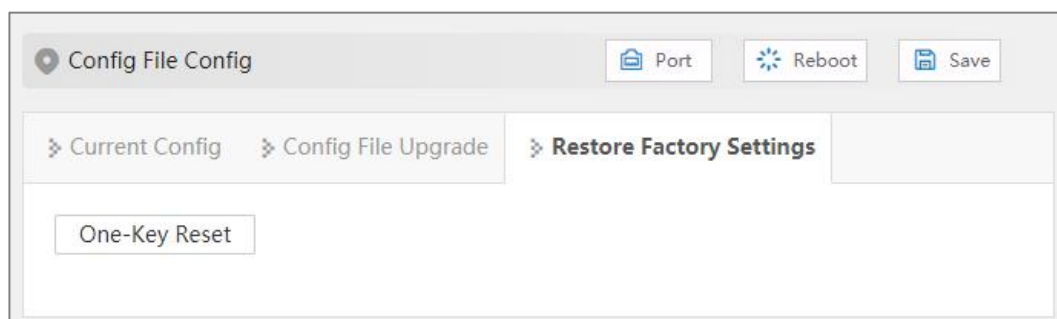 Config File Config Port Reboot Save
Current Config Config File Upgrade Restore Factory Settings
One-Key Reset